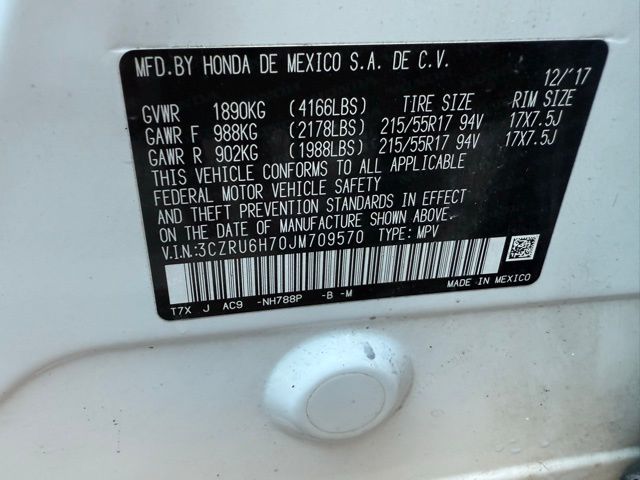 MFD.BY HONDA DE MEXICO S.A. DE C.V.
12/'17
GVWR 1890KG (4166LBS) TIRE SIZE RIM SIZE
GAWR F 988KG (2178LBS) 215/55R17 94V 17X7.5J
GAWR R 902KG (1988LBS) 215/55R17 94V 17X7.5J
THIS VEHICLE CONFORMS TO ALL APPLICABLE
FEDERAL MOTOR VEHICLE SAFETY
AND THEFT PREVENTION STANDARDS IN EFFECT
ON THE DATE OF MANUFACTURE SHOWN ABOVE.
V.I.N.:3CZRU6H70JM709570 TYPE: MPV
MADE IN MEXICO
T7X J AC9 -NH788P -B -M